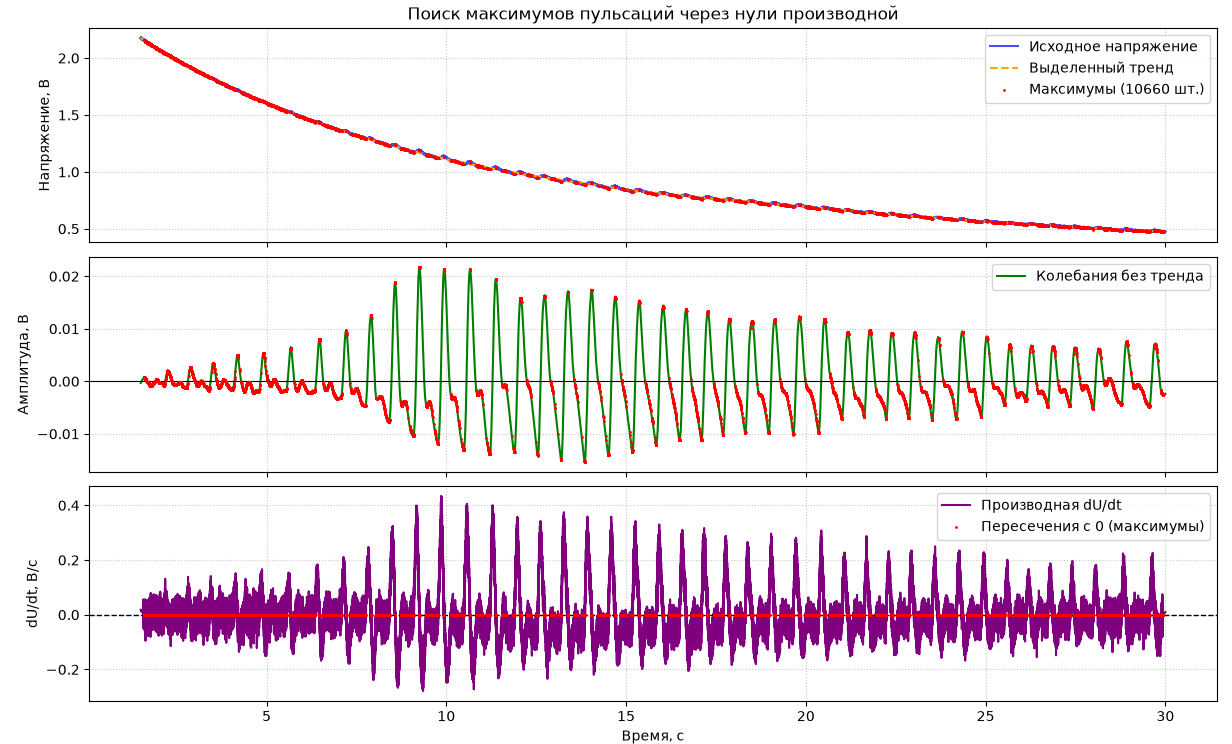 Поиск максимумов пульсаций через нули производной
Напряжение, В
2.0
1.5
1.0
0.5
Исходное напряжение
Выделенный тренд
Максимумы (10660 шт.)
Амплитуда, В
0.02
0.01
0.00
−0.01
Колебания без тренда
dU/dt, В/с
0.4
0.2
0.0
−0.2
Производная dU/dt
Пересечения с 0 (максимумы)
5 10 15 20 25 30
Время, с